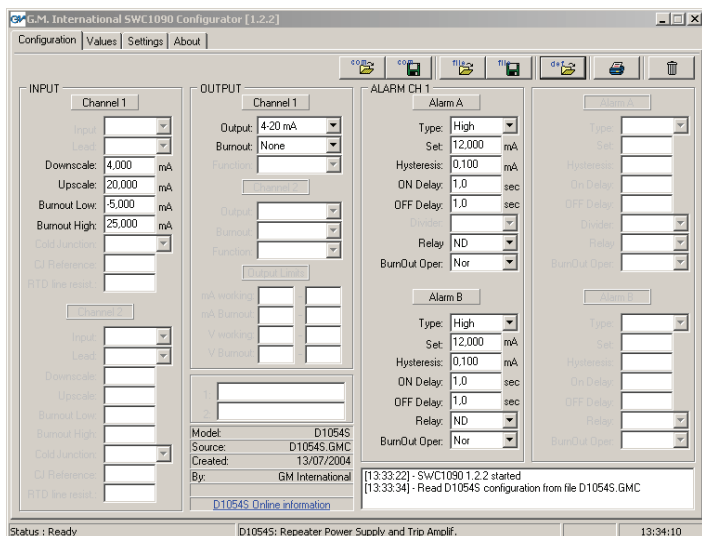 G.M. International SWC1090 Configurator [1.2.2]
Configuration Values Settings About
com com file file def
INPUT
Channel 1
Input:
Lead:
Downscale: 4,000 mA
Upscale: 20,000 mA
Burnout Low: -5,000 mA
Burnout High: 25,000 mA
Cold Junction:
CJ Reference:
RTD line resist.:
Channel 2
Input:
Lead:
Downscale:
Upscale:
Burnout Low:
Burnout High:
Cold Junction:
CJ Reference:
RTD line resist.:
OUTPUT
Channel 1
Output: 4-20 mA
Burnout: None
Function:
Channel 2
Output:
Burnout:
Function:
Output Limits
mA working: -
mA Burnout: -
V working: -
V Burnout: -
1:
2:
Model: D1054S
Source: D1054S.GMC
Created: 13/07/2004
By: GM International
D1054S Online information
ALARM CH 1
Alarm A
Type: High
Set: 12,000 mA
Hysteresis: 0,100 mA
ON Delay: 1,0 sec
OFF Delay: 1,0 sec
Divider:
Relay ND
BurnOut Oper: Nor
Alarm B
Type: High
Set: 12,000 mA
Hysteresis: 0,100 mA
ON Delay: 1,0 sec
OFF Delay: 1,0 sec
Relay: ND
BurnOut Oper: Nor
Alarm A
Type:
Set:
Hysteresis:
On Delay:
OFF Delay:
Divider:
Relay
BurnOut Oper:
Alarm B
Type:
Set:
Hysteresis:
On Delay:
OFF Delay:
Relay:
BurnOut Oper:
[13:33:22] - SWC1090 1.2.2 started
[13:33:34] - Read D1054S configuration from file D1054S.GMC
Status : Ready
D1054S: Repeater Power Supply and Trip Amplif.
13:34:10